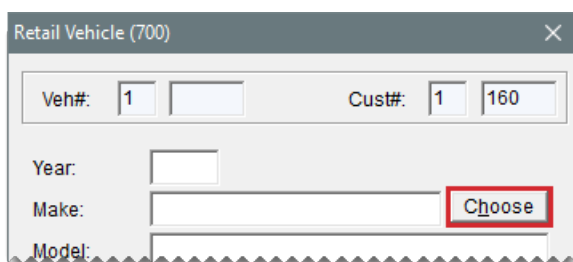 Retail Vehicle (700)
Veh#: 1 Cust#: 1 160
Year:
Make: Choose
Model: